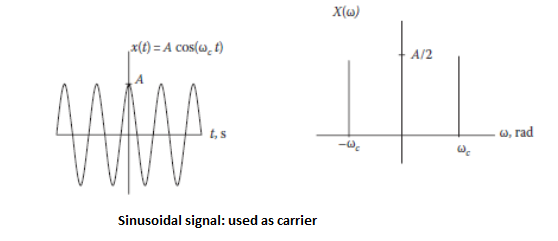 X(ω)
x(t) = A cos(ω_c t)
A/2
A
t, s
ω, rad
−ω_c
ω_c
Sinusoidal signal: used as carrier